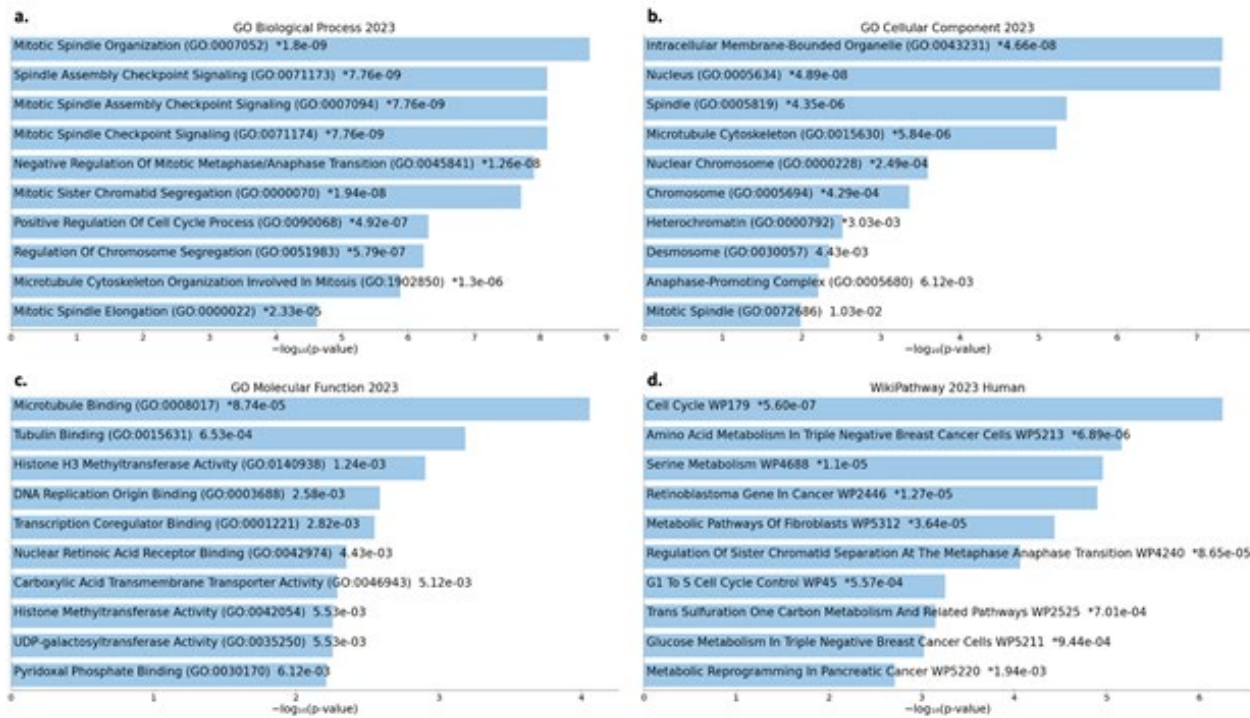 a.
GO Biological Process 2023
Mitotic Spindle Organization (GO:0007052) *1.8e-09
Spindle Assembly Checkpoint Signaling (GO:0071173) *7.76e-09
Mitotic Spindle Assembly Checkpoint Signaling (GO:0007094) *7.76e-09
Mitotic Spindle Checkpoint Signaling (GO:0071174) *7.76e-09
Negative Regulation Of Mitotic Metaphase/Anaphase Transition (GO:0045841) *1.26e-08
Mitotic Sister Chromatid Segregation (GO:0000070) *1.94e-08
Positive Regulation Of Cell Cycle Process (GO:0090068) *4.92e-07
Regulation Of Chromosome Segregation (GO:0051983) *5.79e-07
Microtubule Cytoskeleton Organization Involved In Mitosis (GO:1902850) *1.3e-06
Mitotic Spindle Elongation (GO:0000022) *2.33e-05
0 1 2 3 4 5 6 7 8 9
−log₁₀(p-value)
b.
GO Cellular Component 2023
Intracellular Membrane-Bounded Organelle (GO:0043231) *4.66e-08
Nucleus (GO:0005634) *4.89e-08
Spindle (GO:0005819) *4.35e-06
Microtubule Cytoskeleton (GO:0015630) *5.84e-06
Nuclear Chromosome (GO:0000228) *2.49e-04
Chromosome (GO:0005694) *4.29e-04
Heterochromatin (GO:0000792) *3.03e-03
Desmosome (GO:0030057) 4.43e-03
Anaphase-Promoting Complex (GO:0005680) 6.12e-03
Mitotic Spindle (GO:0072686) 1.03e-02
0 1 2 3 4 5 6 7
−log₁₀(p-value)
c.
GO Molecular Function 2023
Microtubule Binding (GO:0008017) *8.74e-05
Tubulin Binding (GO:0015631) 6.53e-04
Histone H3 Methyltransferase Activity (GO:0140938) 1.24e-03
DNA Replication Origin Binding (GO:0003688) 2.58e-03
Transcription Coregulator Binding (GO:0001221) 2.82e-03
Nuclear Retinoic Acid Receptor Binding (GO:0042974) 4.43e-03
Carboxylic Acid Transmembrane Transporter Activity (GO:0046943) 5.12e-03
Histone Methyltransferase Activity (GO:0042054) 5.53e-03
UDP-galactosyltransferase Activity (GO:0035250) 5.53e-03
Pyridoxal Phosphate Binding (GO:0030170) 6.12e-03
0 1 2 3 4
−log₁₀(p-value)
d.
WikiPathway 2023 Human
Cell Cycle WP179 *5.60e-07
Amino Acid Metabolism In Triple Negative Breast Cancer Cells WP5213 *6.89e-06
Serine Metabolism WP4688 *1.1e-05
Retinoblastoma Gene In Cancer WP2446 *1.27e-05
Metabolic Pathways Of Fibroblasts WP5312 *3.64e-05
Regulation Of Sister Chromatid Separation At The Metaphase Anaphase Transition WP4240 *8.65e-05
G1 To S Cell Cycle Control WP45 *5.57e-04
Trans Sulfuration One Carbon Metabolism And Related Pathways WP2525 *7.01e-04
Glucose Metabolism In Triple Negative Breast Cancer Cells WP5211 *9.44e-04
Metabolic Reprogramming In Pancreatic Cancer WP5220 *1.94e-03
0 1 2 3 4 5 6
−log₁₀(p-value)